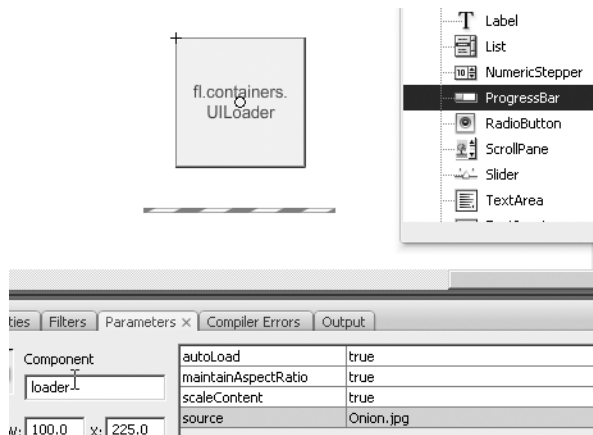 fl.containers.
UILoader
Label
List
NumericStepper
ProgressBar
RadioButton
ScrollPane
Slider
TextArea
ties
Filters
Parameters ×
Compiler Errors
Output
Component
loader
W: 100.0
X: 225.0
autoLoad true
maintainAspectRatio true
scaleContent true
source Onion.jpg